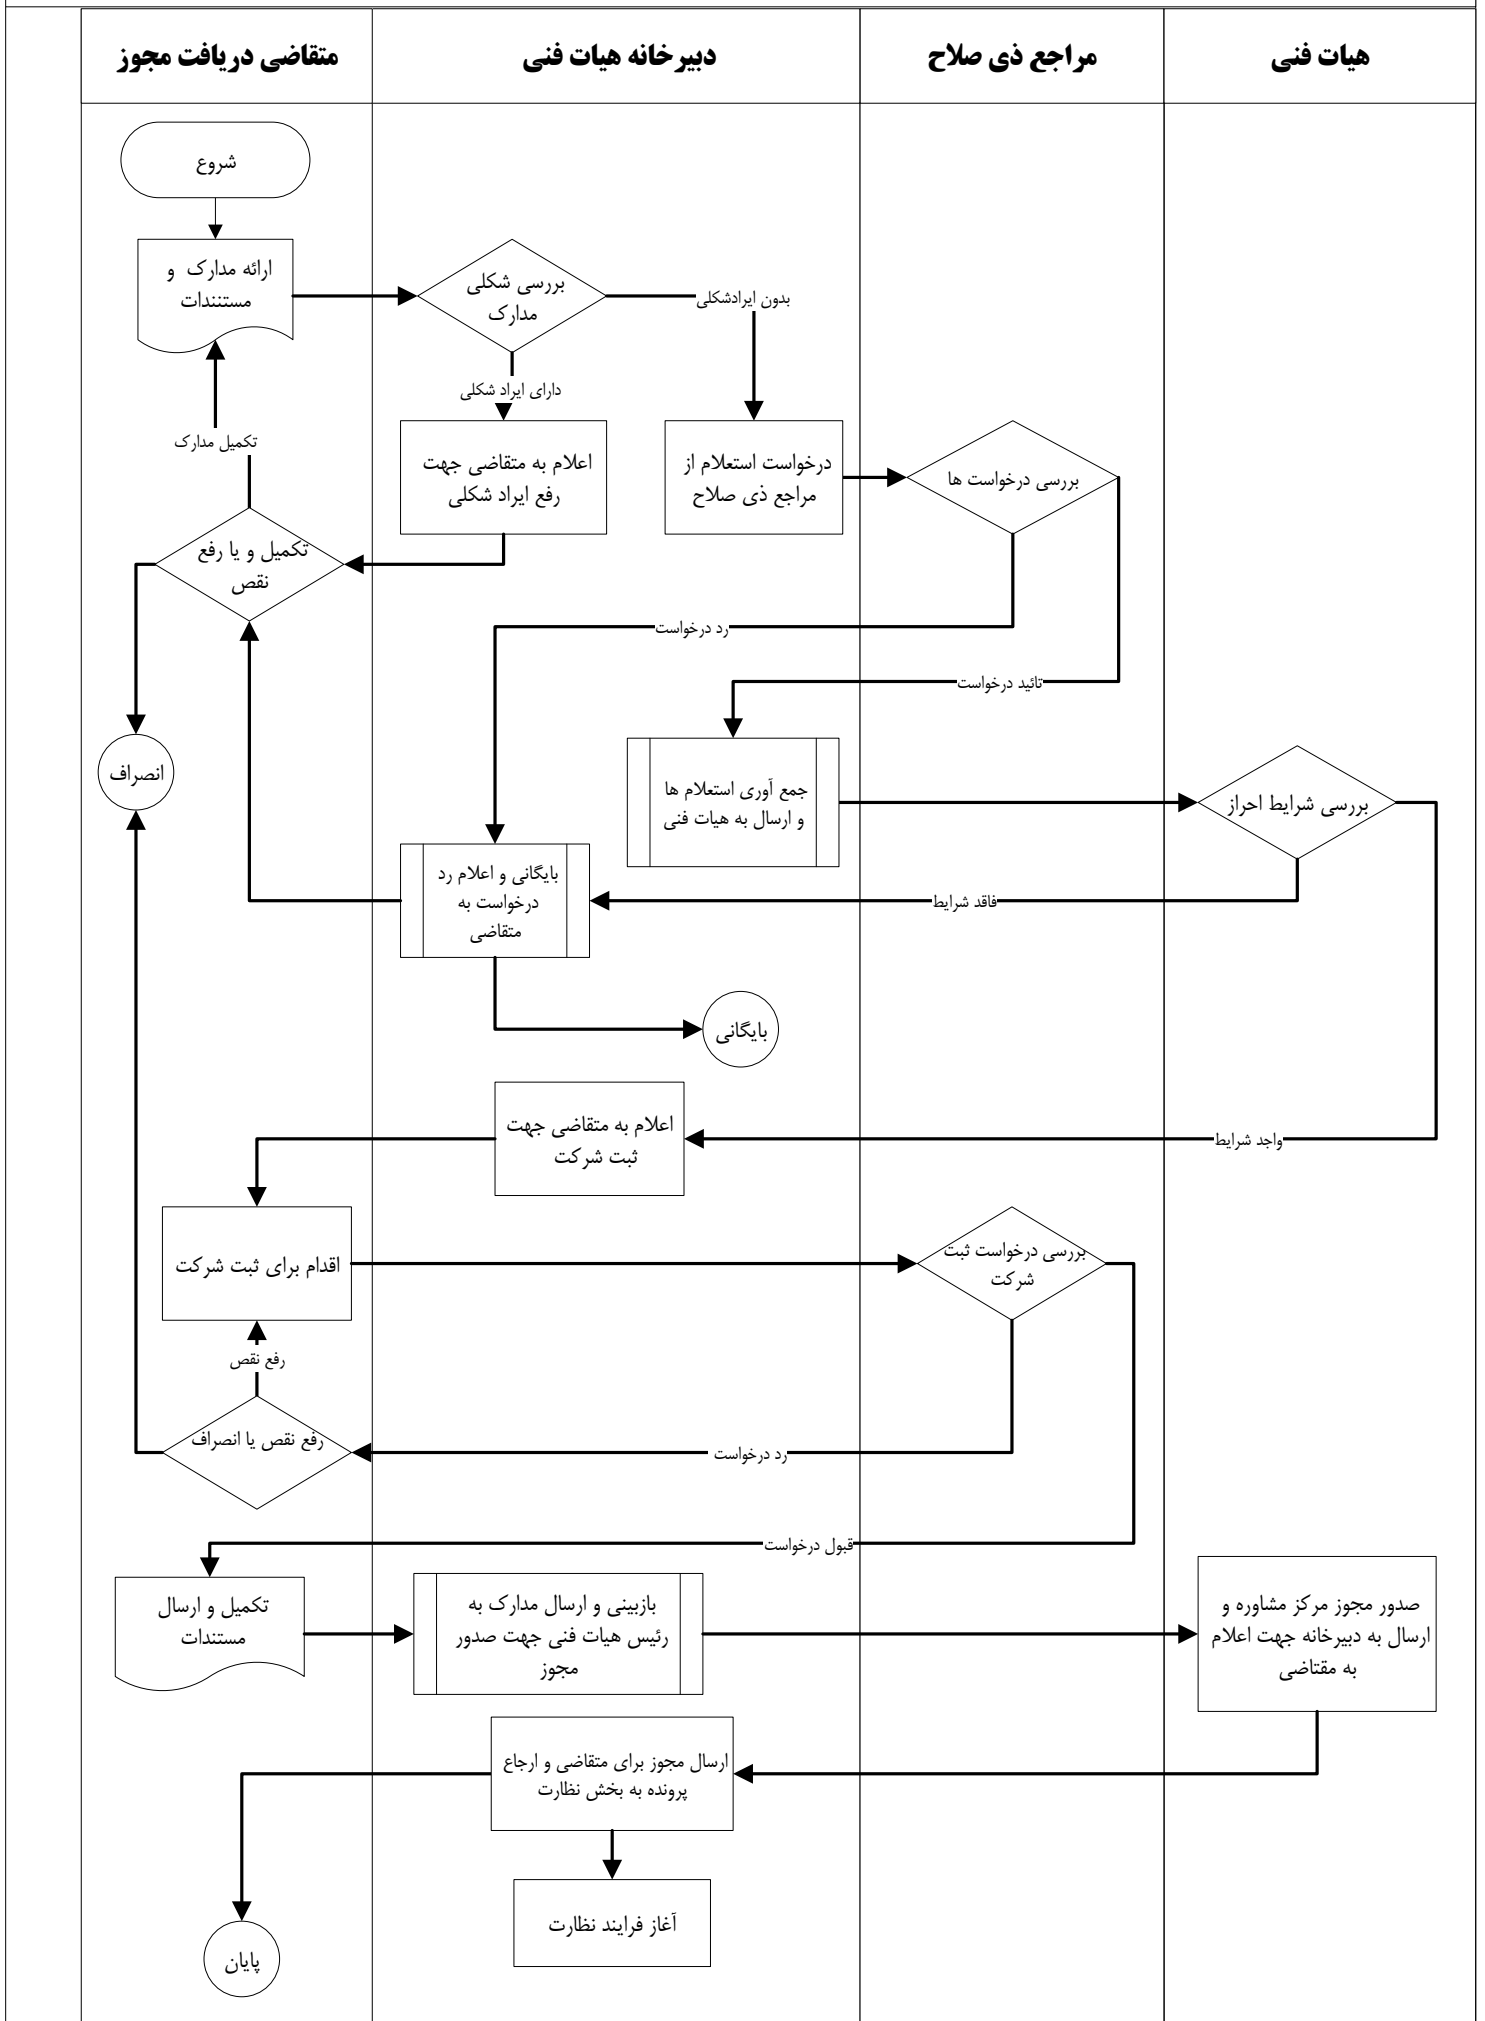 متقاضی دریافت مجوز
دبیرخانه هیات فنی
مراجع ذی صلاح
هیات فنی
شروع
ارائه مدارک و
مستندات
بررسی شکلی
مدارک
بدون ایرادشکلی
دارای ایراد شکلی
تکمیل مدارک
اعلام به متقاضی جهت
رفع ایراد شکلی
درخواست استعلام از
مراجع ذی صلاح
بررسی درخواست ها
تکمیل و یا رفع
نقص
رد درخواست
تائید درخواست
انصراف
جمع آوری استعلام ها
و ارسال به هیات فنی
بررسی شرایط احراز
بایگانی و اعلام رد
درخواست به
متقاضی
فاقد شرایط
بایگانی
اعلام به متقاضی جهت
ثبت شرکت
واجد شرایط
اقدام برای ثبت شرکت
بررسی درخواست ثبت
شرکت
رفع نقص
رفع نقص یا انصراف
رد درخواست
قبول درخواست
تکمیل و ارسال
مستندات
بازبینی و ارسال مدارک به
رئیس هیات فنی جهت صدور
مجوز
صدور مجوز مرکز مشاوره و
ارسال به دبیرخانه جهت اعلام
به مقتاضی
ارسال مجوز برای متقاضی و ارجاع
پرونده به بخش نظارت
آغاز فرایند نظارت
پایان